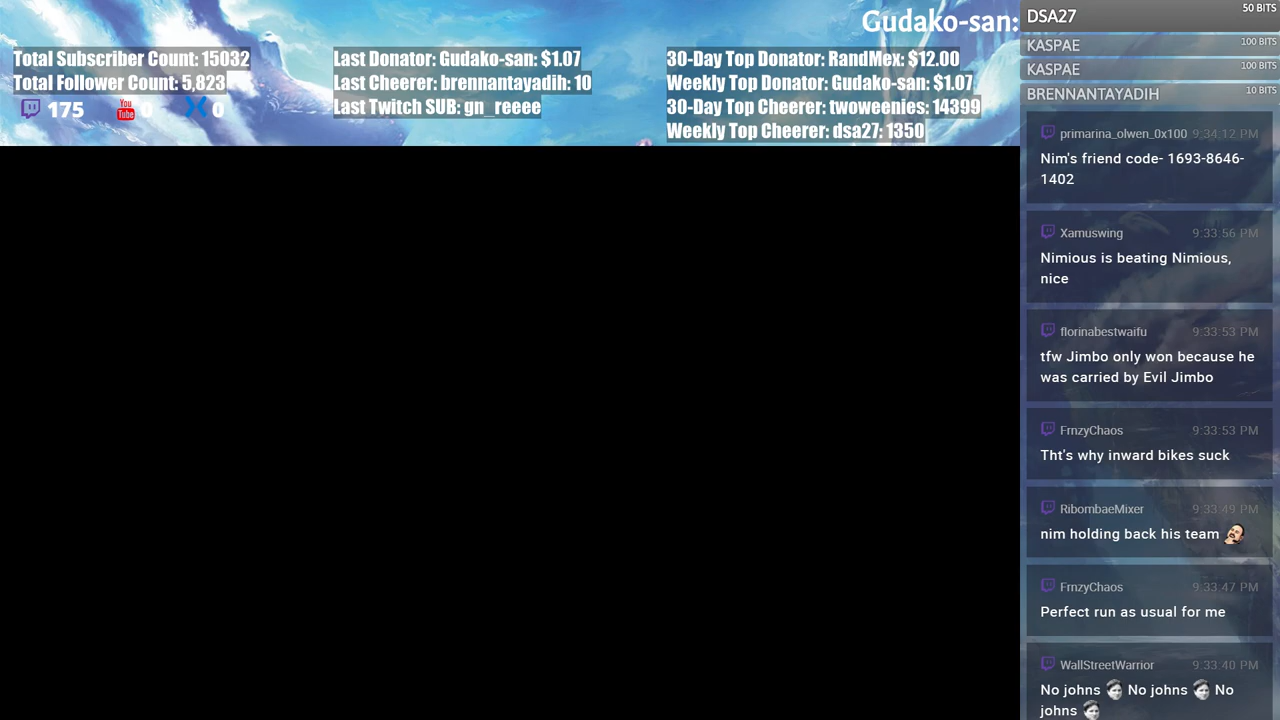 Gudako-san:
Total Subscriber Count: 15032
Total Follower Count: 5,823
175
You Tube 0
0
Last Donator: Gudako-san: $1.07
Last Cheerer: brennantayadih: 10
Last Twitch SUB: gn_reeee
30-Day Top Donator: RandMex: $12.00
Weekly Top Donator: Gudako-san: $1.07
30-Day Top Cheerer: twoweenies: 14399
Weekly Top Cheerer: dsa27: 1350
DSA27 50 BITS
KASPAE 100 BITS
KASPAE 100 BITS
BRENNANTAYADIH 10 BITS
primarina_olwen_0x100 9:34:12 PM
Nim's friend code- 1693-8646-
1402
Xamuswing 9:33:56 PM
Nimious is beating Nimious,
nice
florinabestwaifu 9:33:53 PM
tfw Jimbo only won because he
was carried by Evil Jimbo
FrnzyChaos 9:33:53 PM
Tht's why inward bikes suck
RibombaeMixer 9:33:49 PM
nim holding back his team
FrnzyChaos 9:33:47 PM
Perfect run as usual for me
WallStreetWarrior 9:33:40 PM
No johns No johns No
johns